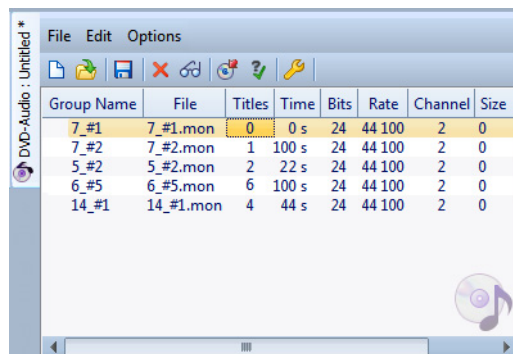 DVD-Audio : Untitled *
File Edit Options
Group Name File Titles Time Bits Rate Channel Size
7_#1 7_#1.mon 0 0 s 24 44 100 2 0
7_#2 7_#2.mon 1 100 s 24 44 100 2 0
5_#2 5_#2.mon 2 22 s 24 44 100 2 0
6_#5 6_#5.mon 6 100 s 24 44 100 2 0
14_#1 14_#1.mon 4 44 s 24 44 100 2 0